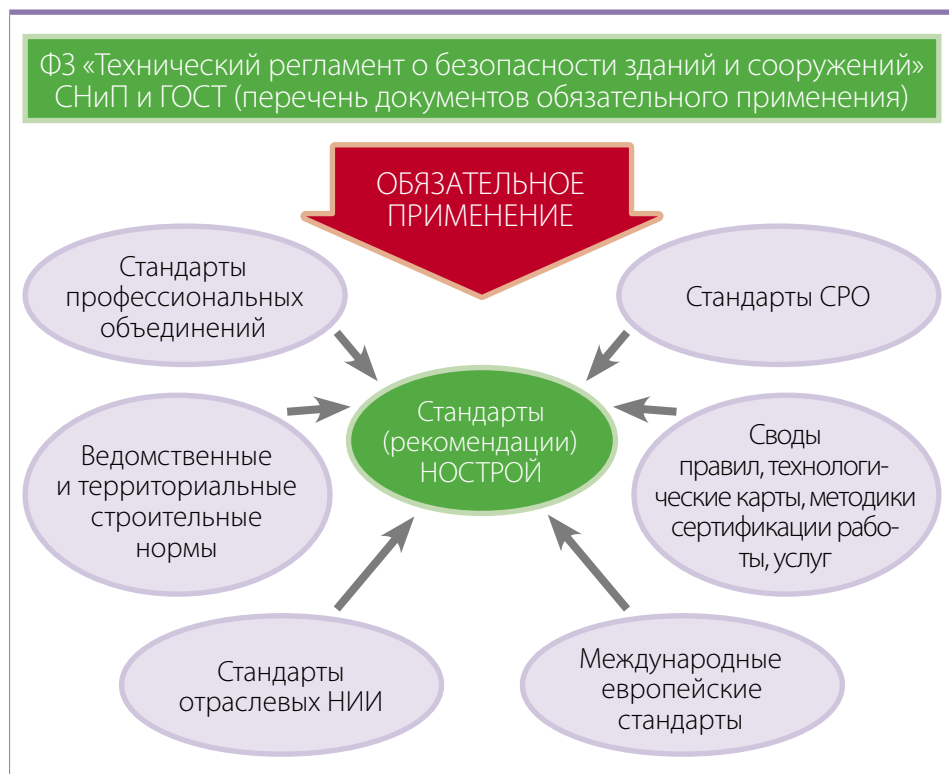 ФЗ «Технический регламент о безопасности зданий и сооружений»
СНиП и ГОСТ (перечень документов обязательного применения)
ОБЯЗАТЕЛЬНОЕ
ПРИМЕНЕНИЕ
Стандарты
профессиональных
объединений
Стандарты СРО
Стандарты
(рекомендации)
НОСТРОЙ
Ведомственные
и территориальные
строительные
нормы
Своды
правил, технологи-
ческие карты, методики
сертификации рабо-
ты, услуг
Стандарты
отраслевых НИИ
Международные
европейские
стандарты